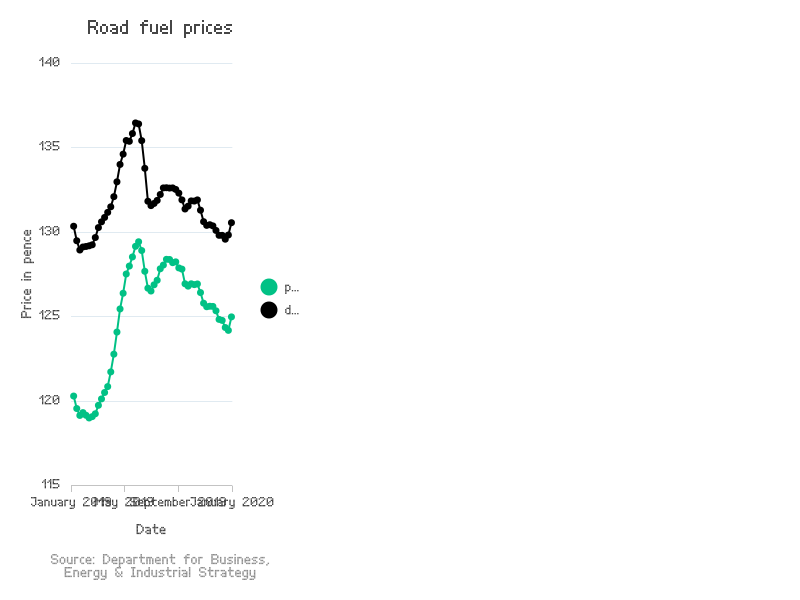 Road fuel prices
140
135
130
125
120
115
Price in pence
p...
d...
January 2019 May 2019 September 2019 January 2020
Date
Source: Department for Business,
Energy & Industrial Strategy